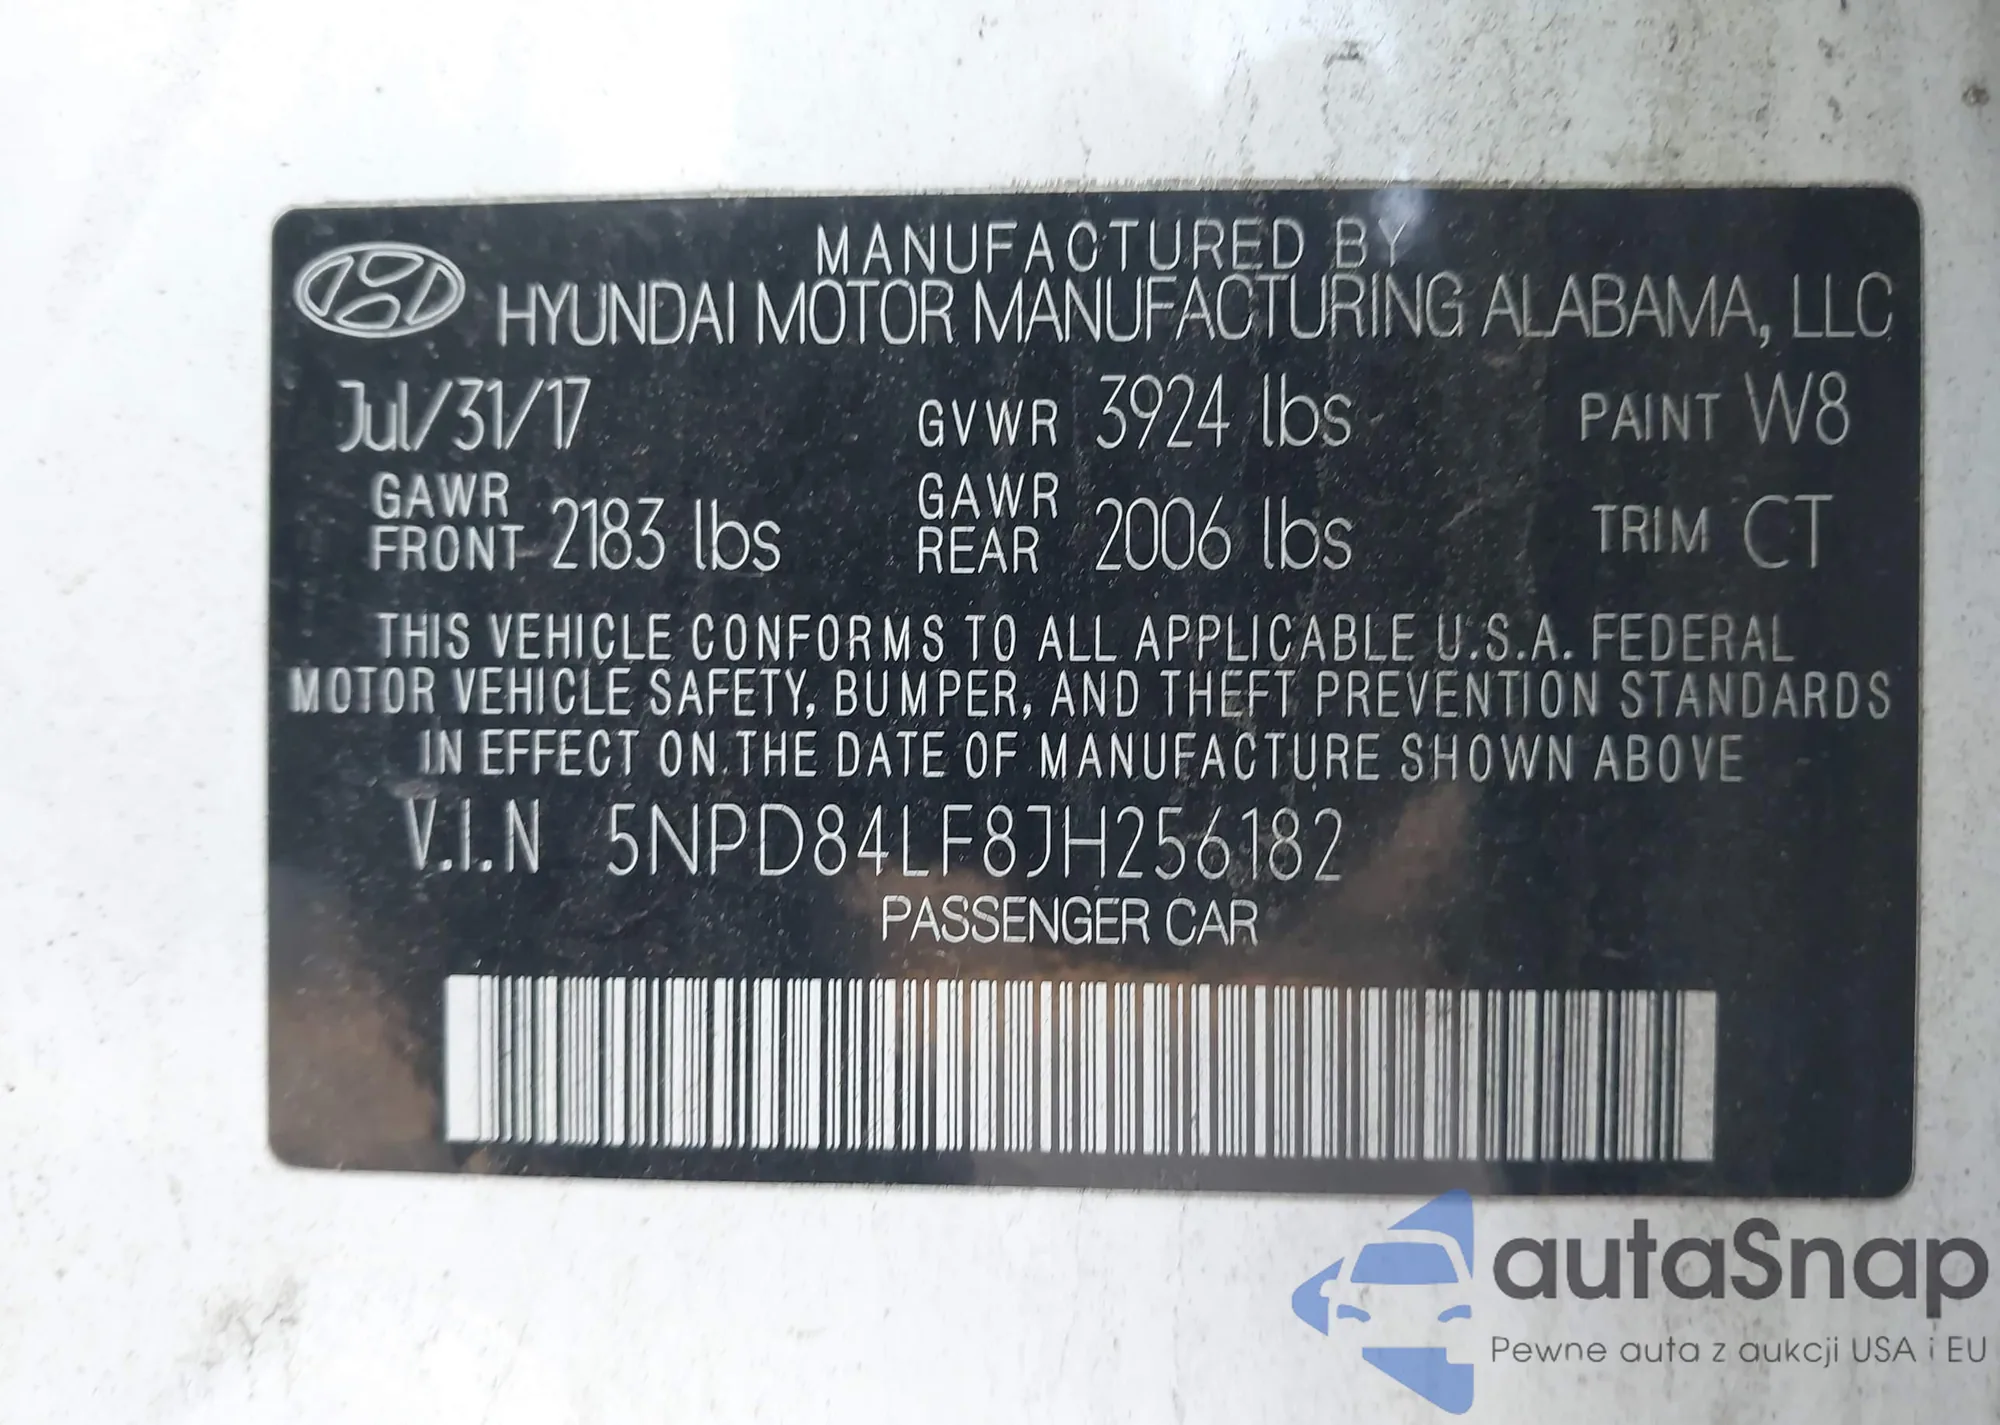 MANUFACTURED BY
HYUNDAI MOTOR MANUFACTURING ALABAMA, LLC
Jul/31/17 GVWR 3924 lbs PAINT W8
GAWR FRONT 2183 lbs GAWR REAR 2006 lbs TRIM CT
THIS VEHICLE CONFORMS TO ALL APPLICABLE U.S.A. FEDERAL
MOTOR VEHICLE SAFETY, BUMPER, AND THEFT PREVENTION STANDARDS
IN EFFECT ON THE DATE OF MANUFACTURE SHOWN ABOVE
V.I.N 5NPD84LF8JH256182
PASSENGER CAR
autoSnap
Pewne auta z aukcji USA i EU